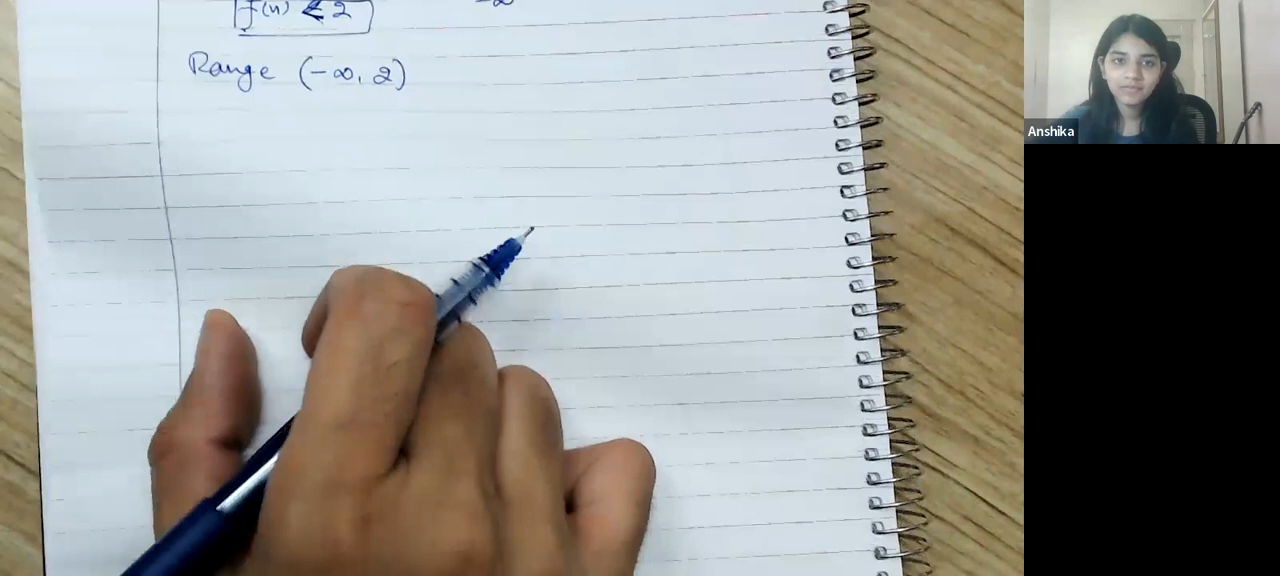 f(x) < 2 -∞
Range (-∞, 2)
Anshika